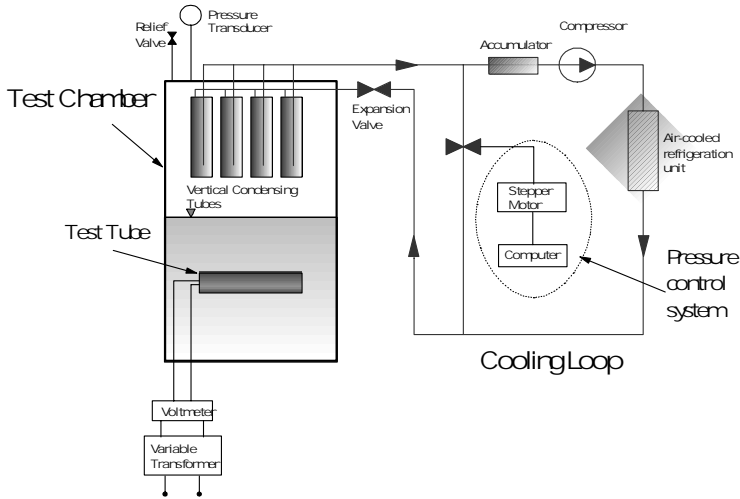 Pressure
Transducer
Relief
Valve
Compressor
Accumulator
Test Chamber
Expansion
Valve
Air-cooled
refrigeration
unit
Vertical Condensing
Tubes
Stepper
Motor
Test Tube
Computer
Pressure
control
system
Cooling Loop
Voltmeter
Variable
Transformer